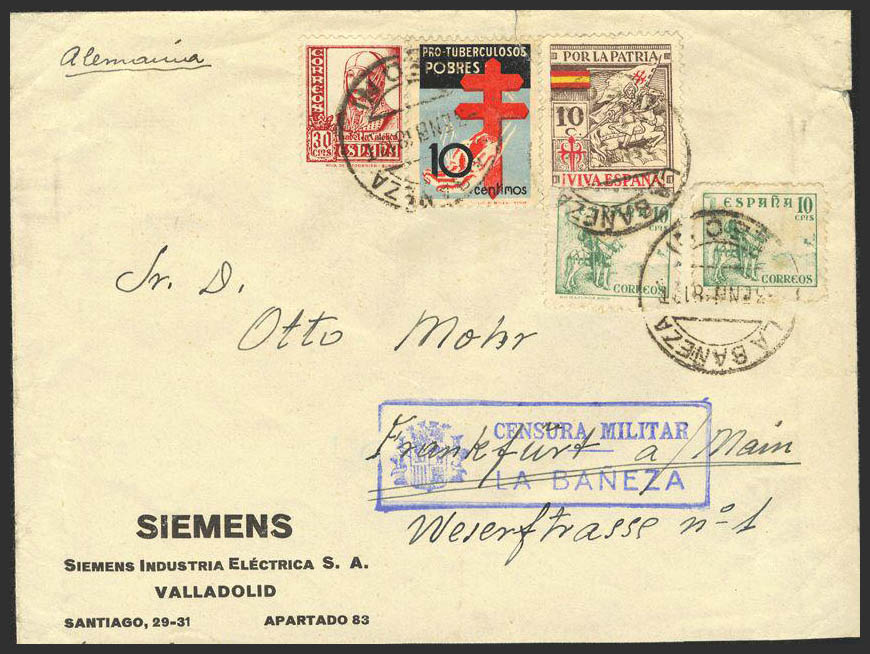 Alemania
CORREOS
30 CTS
ESPAÑA
PRO-TUBERCULOSOS
POBRES
10
céntimos
POR LA PATRIA
10
C
¡VIVA ESPAÑA!
LA BAÑEZA
10
CORREOS
ESPAÑA 10
CTS
CORREOS
LA BAÑEZA
Sr. D.
Otto Mohr
CENSURA MILITAR
LA BAÑEZA
Frankfurt a/Main
Weserstrasse nº 1
SIEMENS
SIEMENS INDUSTRIA ELÉCTRICA S. A.
VALLADOLID
SANTIAGO, 29-31 APARTADO 83